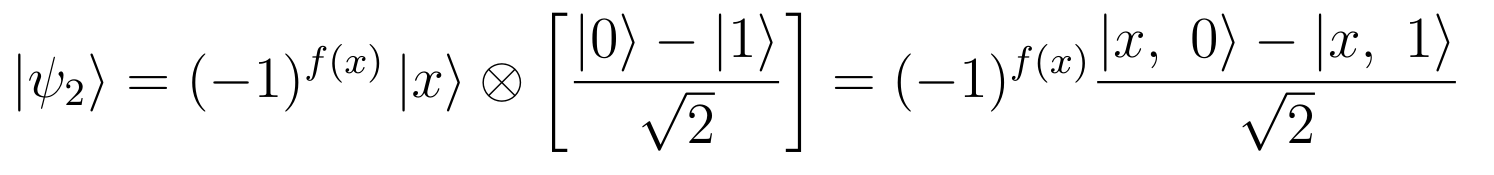 |ψ₂⟩ = (−1)^{f(x)} |x⟩ ⊗ [(|0⟩ − |1⟩)/√2] = (−1)^{f(x)} (|x, 0⟩ − |x, 1⟩)/√2